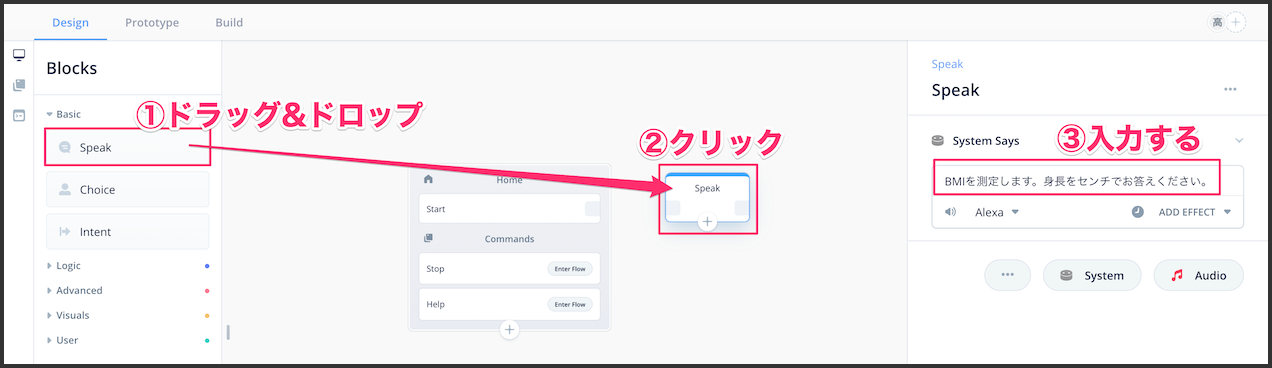 Design Prototype Build 高
Blocks
Basic
Speak
Choice
Intent
Logic
Advanced
Visuals
User
①ドラッグ&ドロップ
Home
Start
Commands
Stop Enter Flow
Help Enter Flow
②クリック
Speak
Speak
Speak
System Says
③入力する
BMIを測定します。身長をセンチでお答えください。
Alexa ADD EFFECT
System Audio